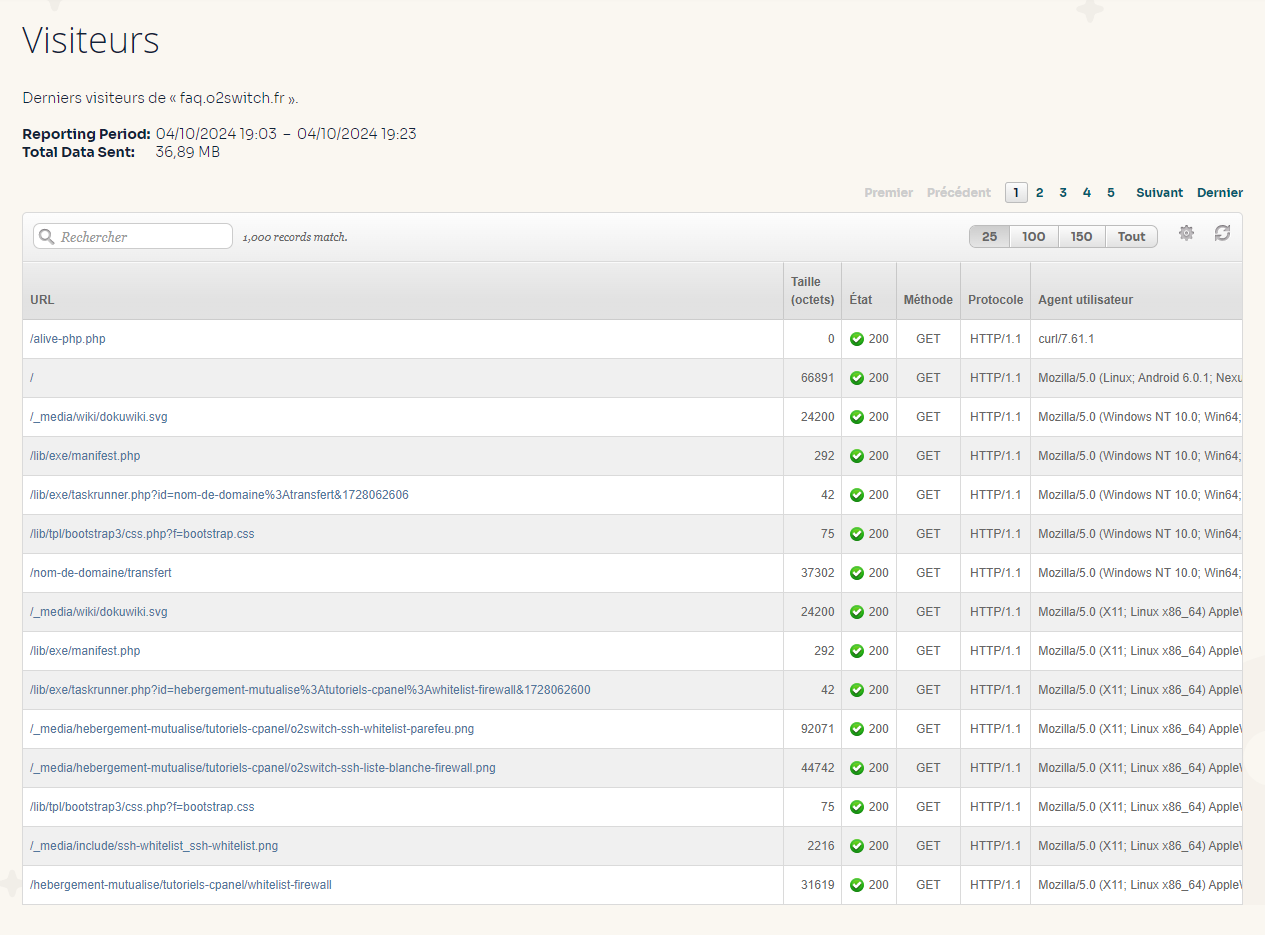 Visiteurs
Derniers visiteurs de « faq.o2switch.fr ».
Reporting Period: 04/10/2024 19:03 – 04/10/2024 19:23
Total Data Sent: 36,89 MB
Premier Précédent 1 2 3 4 5 Suivant Dernier
Rechercher 1,000 records match. 25 100 150 Tout
URL Taille (octets) État Méthode Protocole Agent utilisateur
/alive-php.php 0 200 GET HTTP/1.1 curl/7.61.1
/ 66891 200 GET HTTP/1.1 Mozilla/5.0 (Linux; Android 6.0.1; Nexu
/_media/wiki/dokuwiki.svg 24200 200 GET HTTP/1.1 Mozilla/5.0 (Windows NT 10.0; Win64;
/lib/exe/manifest.php 292 200 GET HTTP/1.1 Mozilla/5.0 (Windows NT 10.0; Win64;
/lib/exe/taskrunner.php?id=nom-de-domaine%3Atransfert&1728062606 42 200 GET HTTP/1.1 Mozilla/5.0 (Windows NT 10.0; Win64;
/lib/tpl/bootstrap3/css.php?f=bootstrap.css 75 200 GET HTTP/1.1 Mozilla/5.0 (Windows NT 10.0; Win64;
/nom-de-domaine/transfert 37302 200 GET HTTP/1.1 Mozilla/5.0 (Windows NT 10.0; Win64;
/_media/wiki/dokuwiki.svg 24200 200 GET HTTP/1.1 Mozilla/5.0 (X11; Linux x86_64) Apple
/lib/exe/manifest.php 292 200 GET HTTP/1.1 Mozilla/5.0 (X11; Linux x86_64) Apple
/lib/exe/taskrunner.php?id=hebergement-mutualise%3Atutoriels-cpanel%3Awhitelist-firewall&1728062600 42 200 GET HTTP/1.1 Mozilla/5.0 (X11; Linux x86_64) Apple
/_media/hebergement-mutualise/tutoriels-cpanel/o2switch-ssh-whitelist-parefeu.png 92071 200 GET HTTP/1.1 Mozilla/5.0 (X11; Linux x86_64) Apple
/_media/hebergement-mutualise/tutoriels-cpanel/o2switch-ssh-liste-blanche-firewall.png 44742 200 GET HTTP/1.1 Mozilla/5.0 (X11; Linux x86_64) Apple
/lib/tpl/bootstrap3/css.php?f=bootstrap.css 75 200 GET HTTP/1.1 Mozilla/5.0 (X11; Linux x86_64) Apple
/_media/include/ssh-whitelist_ssh-whitelist.png 2216 200 GET HTTP/1.1 Mozilla/5.0 (X11; Linux x86_64) Apple
/hebergement-mutualise/tutoriels-cpanel/whitelist-firewall 31619 200 GET HTTP/1.1 Mozilla/5.0 (X11; Linux x86_64) Apple